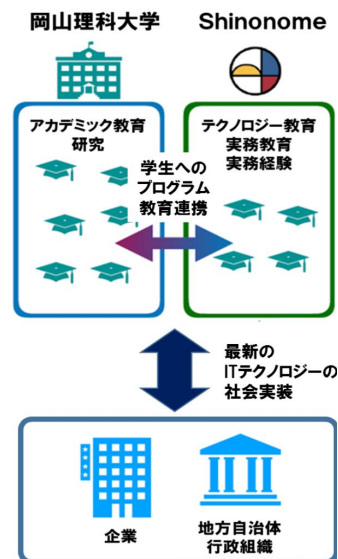 岡山理科大学
Shinonome
アカデミック教育
研究
テクノロジー教育
実務教育
実務経験
学生への
プログラム
教育連携
最新の
ITテクノロジーの
社会実装
企業
地方自治体
行政組織